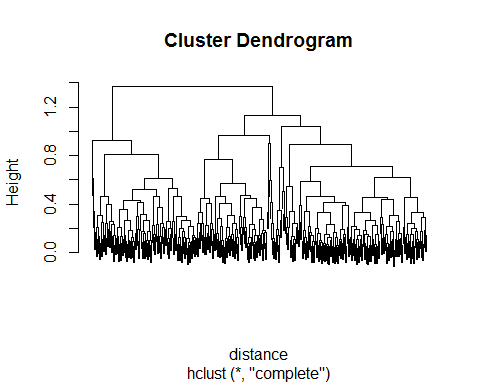 Cluster Dendrogram
Height
1.2
0.8
0.4
0.0
distance
hclust (*, "complete")